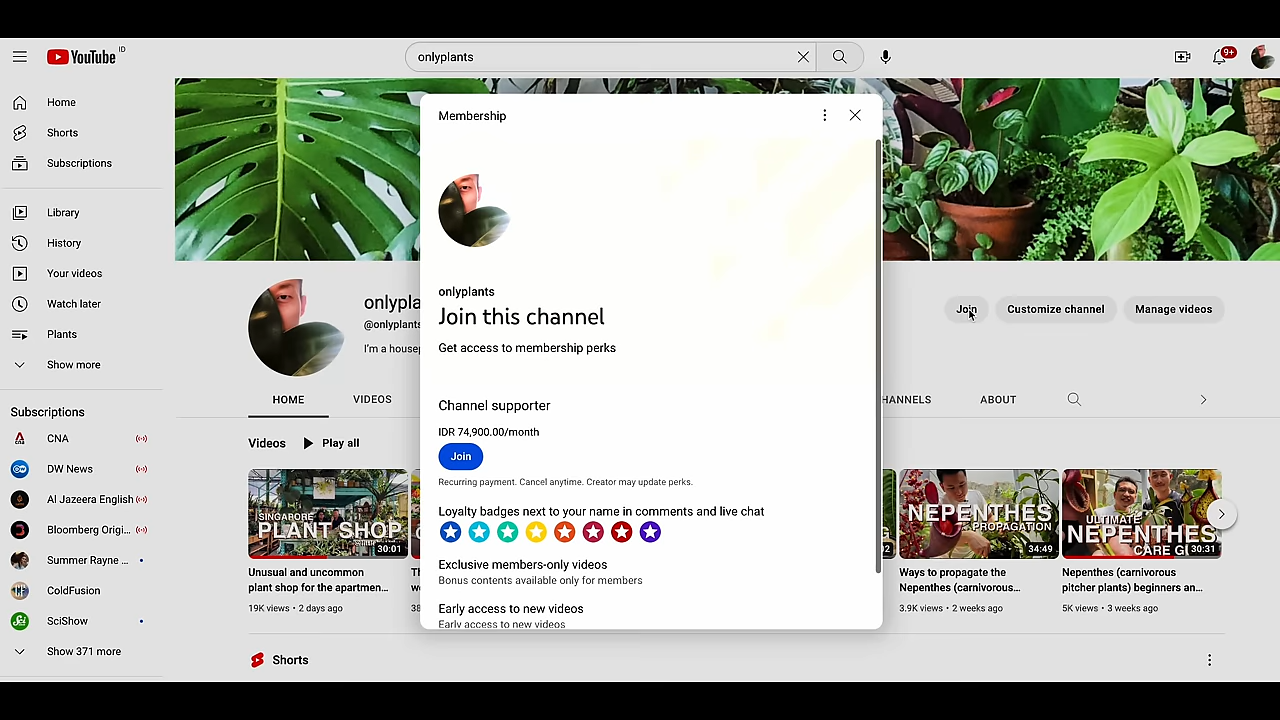 YouTube ID
onlyplants
9+
Home
Shorts
Subscriptions
Library
History
Your videos
Watch later
Plants
Show more
Subscriptions
CNA
DW News
Al Jazeera English
Bloomberg Origi...
Summer Rayne ...
ColdFusion
SciShow
Show 371 more
Membership
onlyplants
Join this channel
Get access to membership perks
Channel supporter
IDR 74,900.00/month
Join
Recurring payment. Cancel anytime. Creator may update perks.
Loyalty badges next to your name in comments and live chat
Exclusive members-only videos
Bonus contents available only for members
Early access to new videos
Early access to new videos
onlypla
@onlyplants
I'm a housep
Join
Customize channel
Manage videos
HOME
VIDEOS
HANNELS
ABOUT
Videos
Play all
SINGAPORE
PLANT SHOP
30:01
Unusual and uncommon
plant shop for the apartmen...
19K views • 2 days ago
NEPENTHES
PROPAGATION
34:49
Ways to propagate the
Nepenthes (carnivorous...
3.9K views • 2 weeks ago
ULTIMATE
NEPENTHES
CARE GU
30:31
Nepenthes (carnivorous
pitcher plants) beginners an...
5K views • 3 weeks ago
Shorts